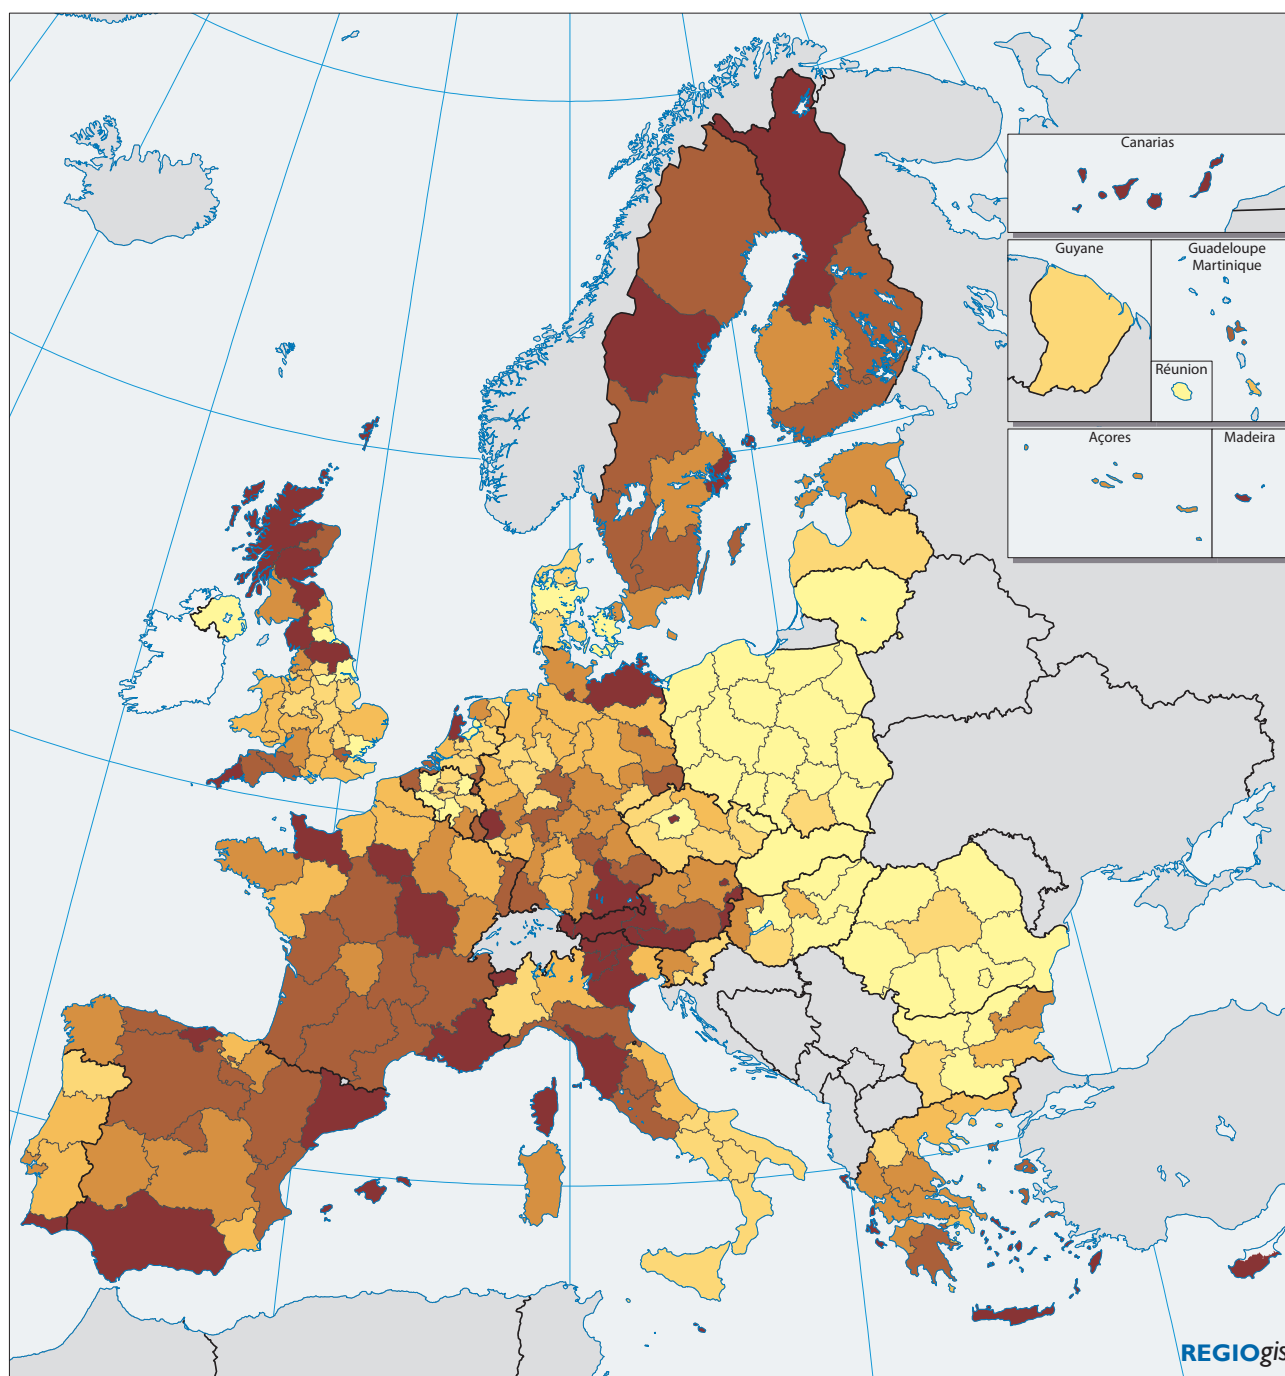 Canarias
Guyane
Guadeloupe
Martinique
Réunion
Açores
Madeira
REGIOgis